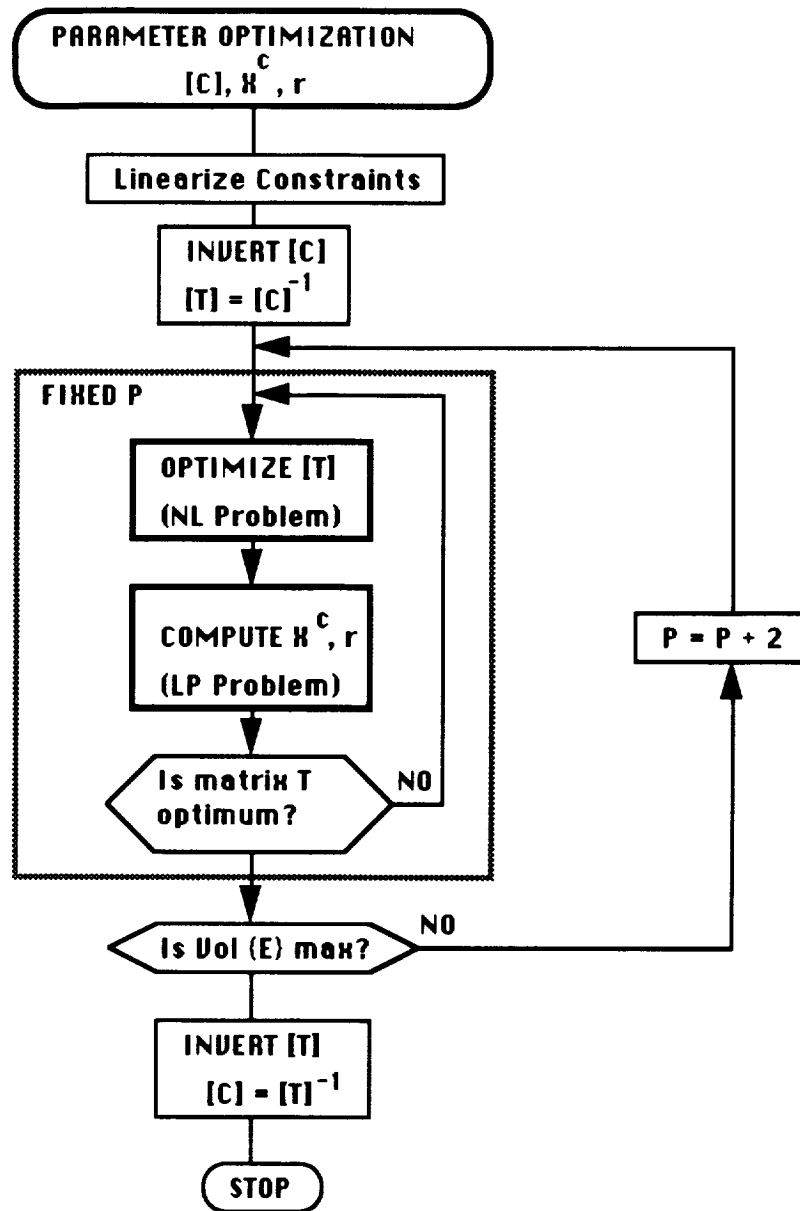 PARAMETER OPTIMIZATION
[C], X^c, r
Linearize Constraints
INVERT [C]
[T] = [C]^-1
FIXED P
OPTIMIZE [T]
(NL Problem)
COMPUTE X^c, r
(LP Problem)
Is matrix T
optimum?
NO
P = P + 2
Is Vol (E) max?
NO
INVERT [T]
[C] = [T]^-1
STOP